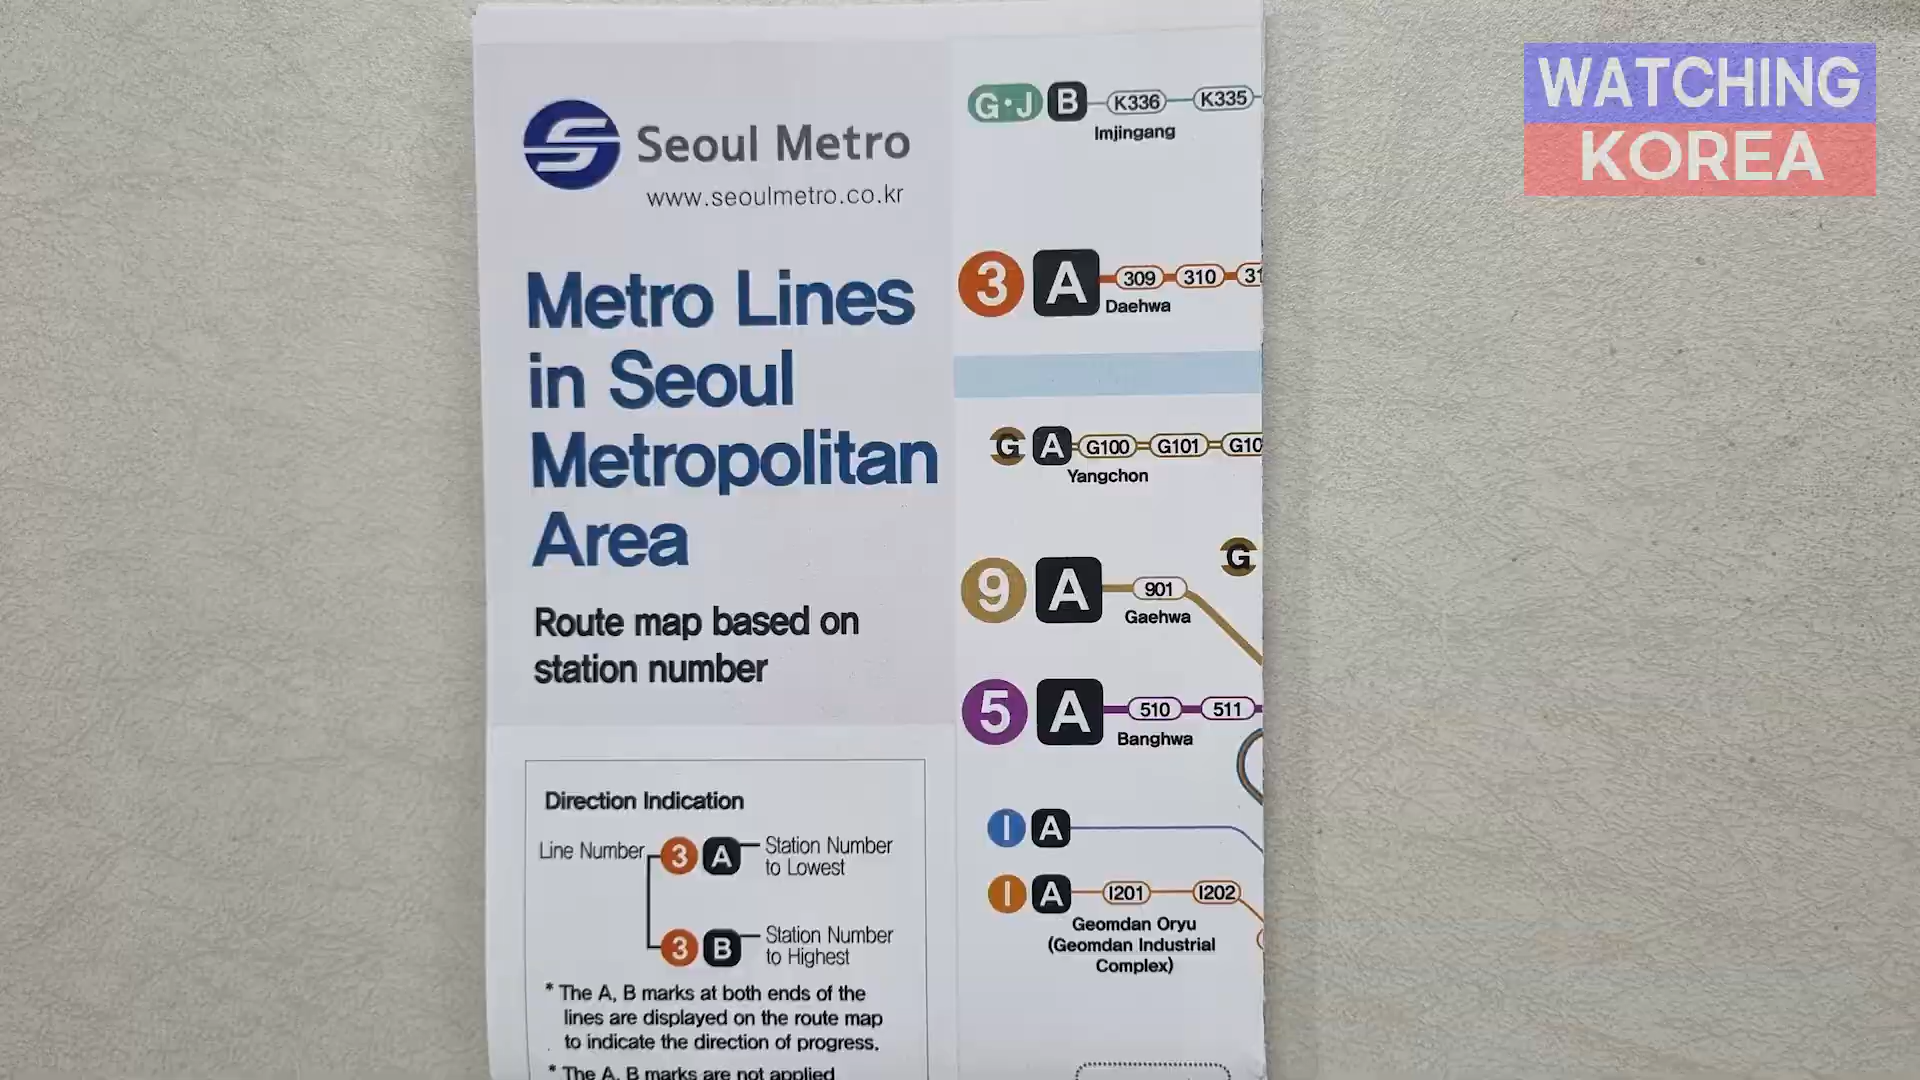 WATCHING
KOREA
Seoul Metro
www.seoulmetro.co.kr
Metro Lines
in Seoul
Metropolitan
Area
Route map based on
station number
Direction Indication
Line Number
3 A Station Number
to Lowest
3 B Station Number
to Highest
* The A, B marks at both ends of the
lines are displayed on the route map
to indicate the direction of progress.
* The A, B marks are not applied
G·J B K336 K335
Imjingang
3 A 309 310
Daehwa
G A G100 G101
Yangchon
G
9 A 901
Gaehwa
5 A 510 511
Banghwa
I A
I A I201 I202
Geomdan Oryu
(Geomdan Industrial
Complex)